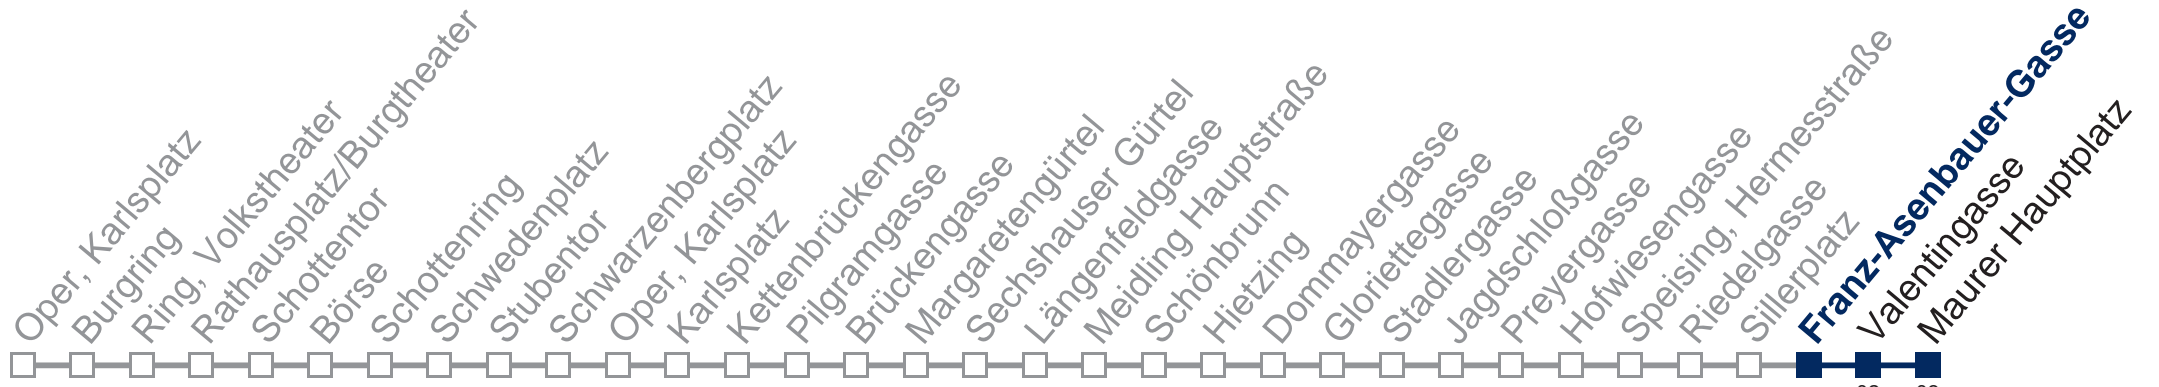 Oper, Karlsplatz
Burgring
Ring, Volkstheater
Rathausplatz/Burgtheater
Schottentor
Börse
Schottenring
Schwedenplatz
Stubentor
Schwarzenbergplatz
Oper, Karlsplatz
Karlsplatz
Kettenbrückengasse
Pilgramgasse
Brückengasse
Margaretengürtel
Sechshauser Gürtel
Längenfeldgasse
Meidling Hauptstraße
Schönbrunn
Hietzing
Dommayergasse
Gloriettegasse
Stadlergasse
Jagdschloßgasse
Preyergasse
Hofwiesengasse
Speising, Hermesstraße
Riedelgasse
Sillerplatz
Franz-Asenbauer-Gasse
Valentingasse
Maurer Hauptplatz